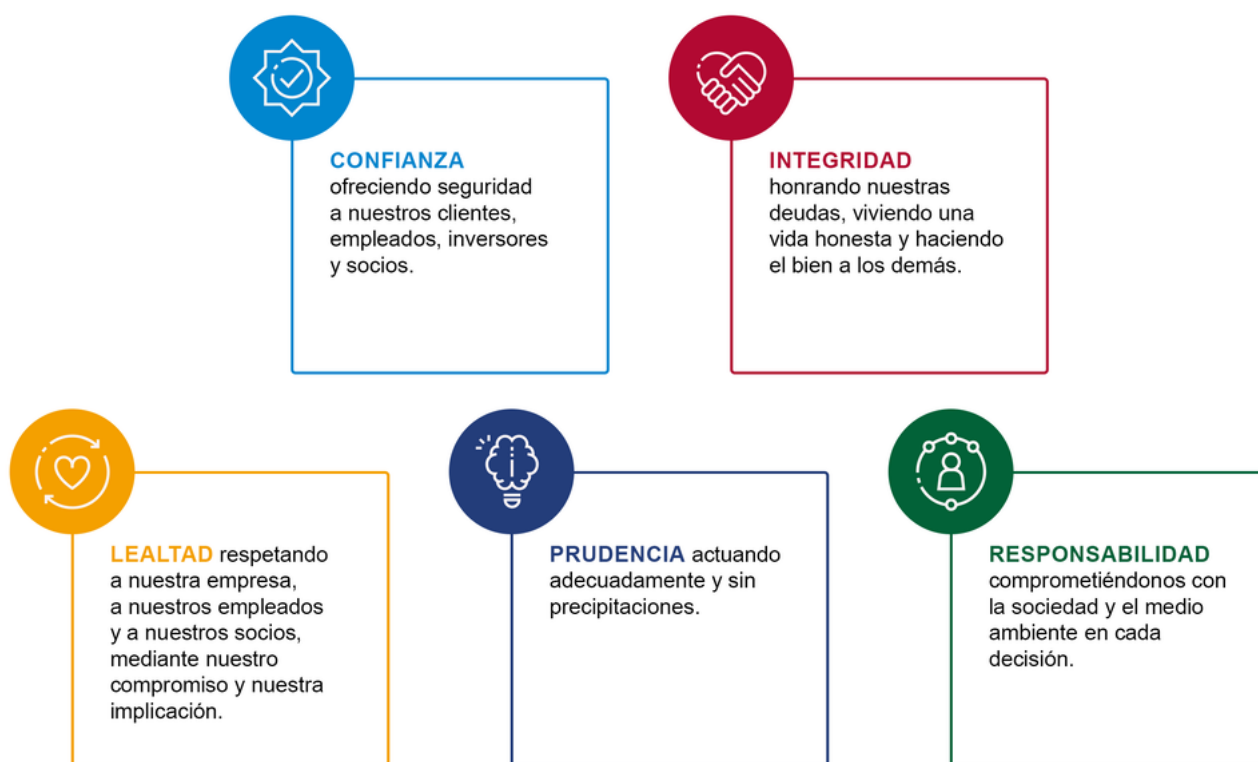 CONFIANZA
ofreciendo seguridad
a nuestros clientes,
empleados, inversores
y socios.
INTEGRIDAD
honrando nuestras
deudas, viviendo una
vida honesta y haciendo
el bien a los demás.
LEALTAD respetando
a nuestra empresa,
a nuestros empleados
y a nuestros socios,
mediante nuestro
compromiso y nuestra
implicación.
PRUDENCIA actuando
adecuadamente y sin
precipitaciones.
RESPONSABILIDAD
comprometiéndonos con
la sociedad y el medio
ambiente en cada
decisión.